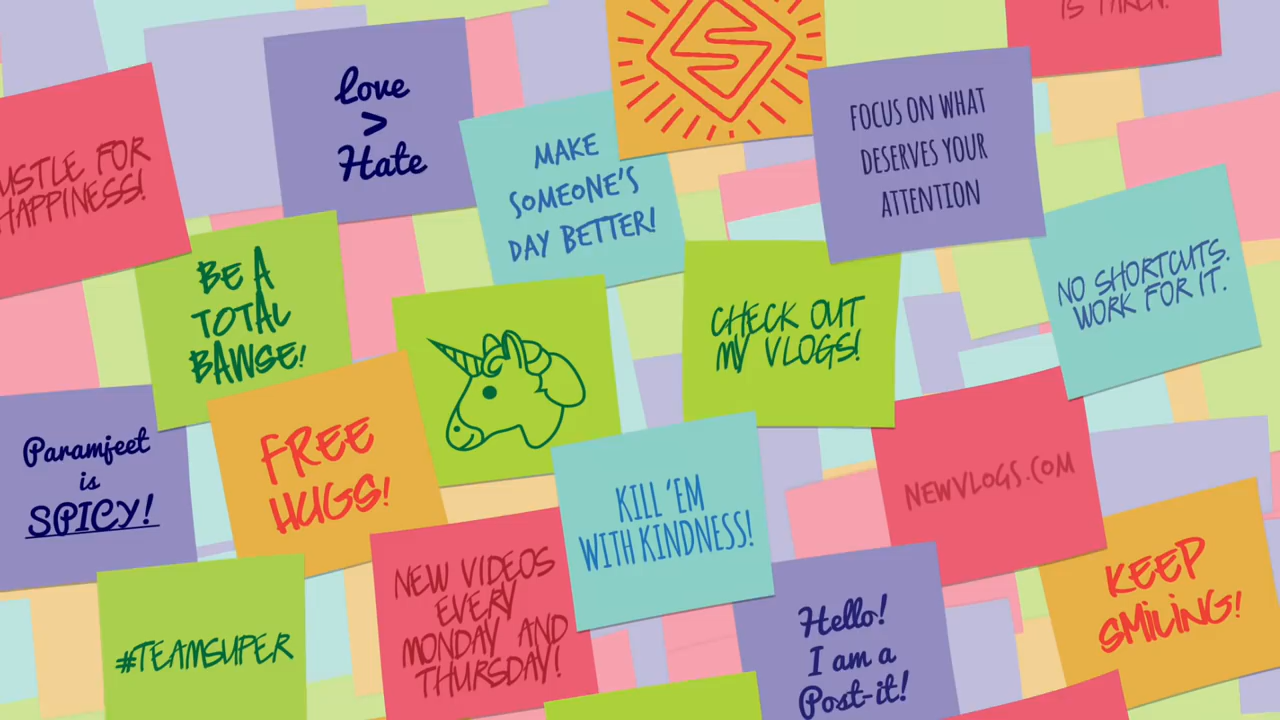 IS TAKEN.
Love
>
Hate
FOCUS ON WHAT
DESERVES YOUR
ATTENTION
MAKE
SOMEONE'S
DAY BETTER!
USTLE FOR
HAPPINESS!
BE A
TOTAL
BAWSE!
NO SHORTCUTS.
WORK FOR IT.
CHECK OUT
MY VLOGS!
Paramjeet
is
SPICY!
FREE
HUGS!
KILL 'EM
WITH KINDNESS!
NEWVLOGS.COM
NEW VIDEOS
EVERY
MONDAY AND
THURSDAY!
KEEP
SMiLiNG!
#TEAMSUPER
Hello!
I am a
Post-it!